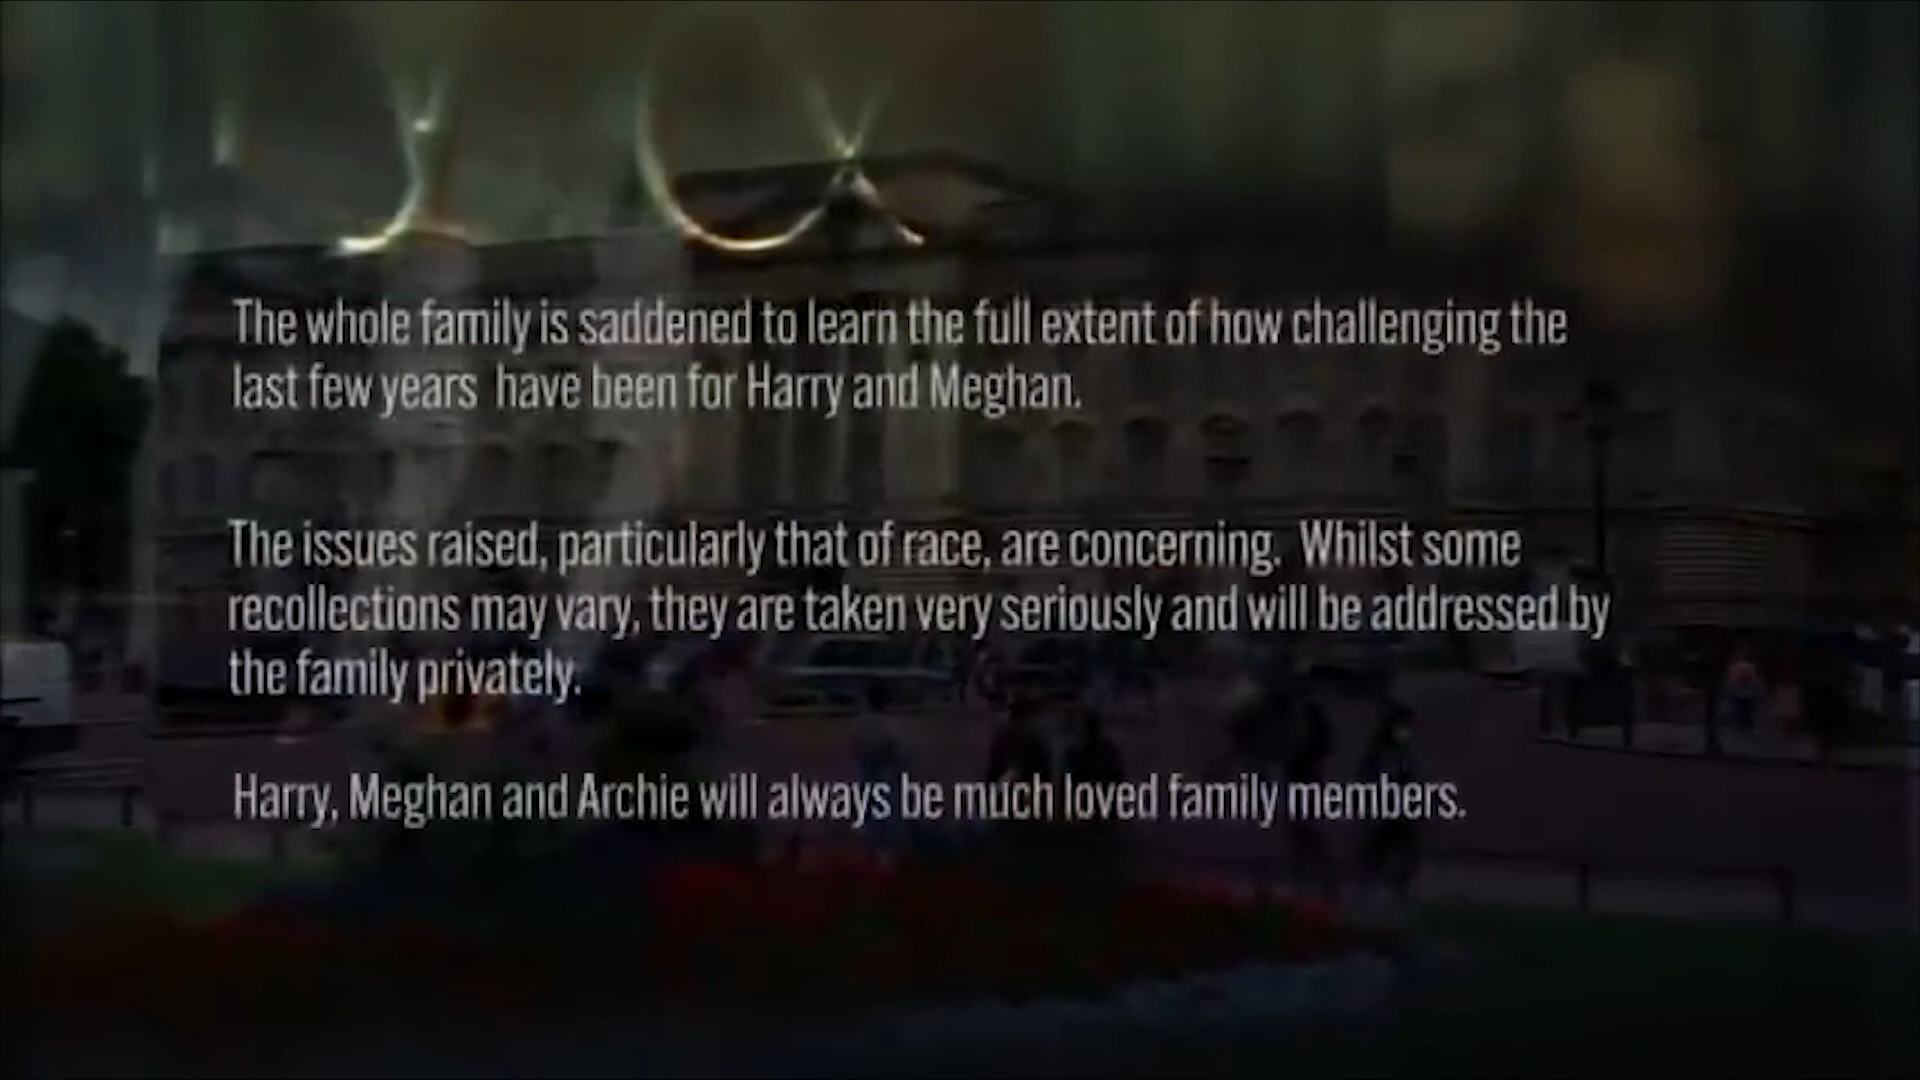 The whole family is saddened to learn the full extent of how challenging the
last few years have been for Harry and Meghan.
The issues raised, particularly that of race, are concerning. Whilst some
recollections may vary, they are taken very seriously and will be addressed by
the family privately.
Harry, Meghan and Archie will always be much loved family members.